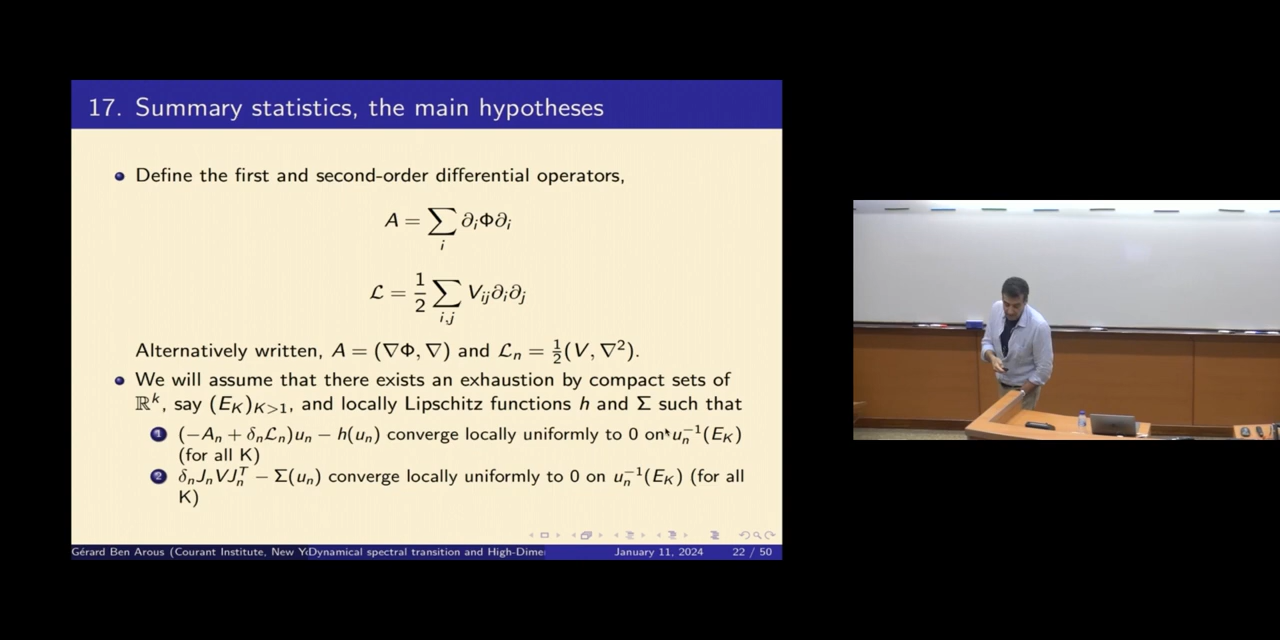 17. Summary statistics, the main hypotheses
Define the first and second-order differential operators,
A = ∑_i ∂_iΦ∂_i
ℒ = 1/2 ∑_{i,j} V_{ij}∂_i∂_j
Alternatively written, A = (∇Φ, ∇) and ℒ_n = ½(V, ∇²).
We will assume that there exists an exhaustion by compact sets of
ℝ^k, say (E_K)_{K>1}, and locally Lipschitz functions h and Σ such that
1 (−A_n + δ_nℒ_n)u_n − h(u_n) converge locally uniformly to 0 on u_n^{−1}(E_K)
(for all K)
2 δ_nJ_nVJ_n^T − Σ(u_n) converge locally uniformly to 0 on u_n^{−1}(E_K) (for all
K)
Gérard Ben Arous (Courant Institute, New Yo Dynamical spectral transition and High-Dimen January 11, 2024 22 / 50